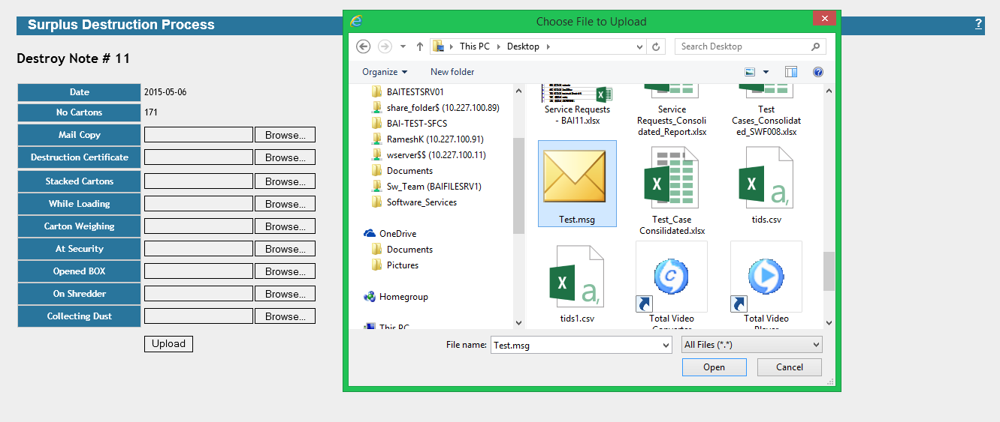 Surplus Destruction Process
?
Destroy Note # 11
Date 2015-05-06
No Cartons 171
Mail Copy Browse...
Destruction Certificate Browse...
Stacked Cartons Browse...
While Loading Browse...
Carton Weighing Browse...
At Security Browse...
Opened BOX Browse...
On Shredder Browse...
Collecting Dust Browse...
Upload
Choose File to Upload
This PC Desktop
Search Desktop
Organize
New folder
BAITESTSRV01
share_folder$ (10.227.100.89)
BAI-TEST-SFCS
RameshK (10.227.100.91)
wserver$$ (10.227.100.11)
Documents
Sw_Team (BAIFILESRV1)
Software_Services
OneDrive
Documents
Pictures
Homegroup
This PC
Service Requests
- BAI11.xlsx
Service
Requests_Consoli
dated_Report.xlsx
Test
Cases_Consolidat
ed_SWF008.xlsx
Test.msg
Test_Case
Consilidated.xlsx
tids.csv
tids1.csv
Total Video
Converter
Total Video
Player
File name: Test.msg
All Files (*.*)
Open
Cancel